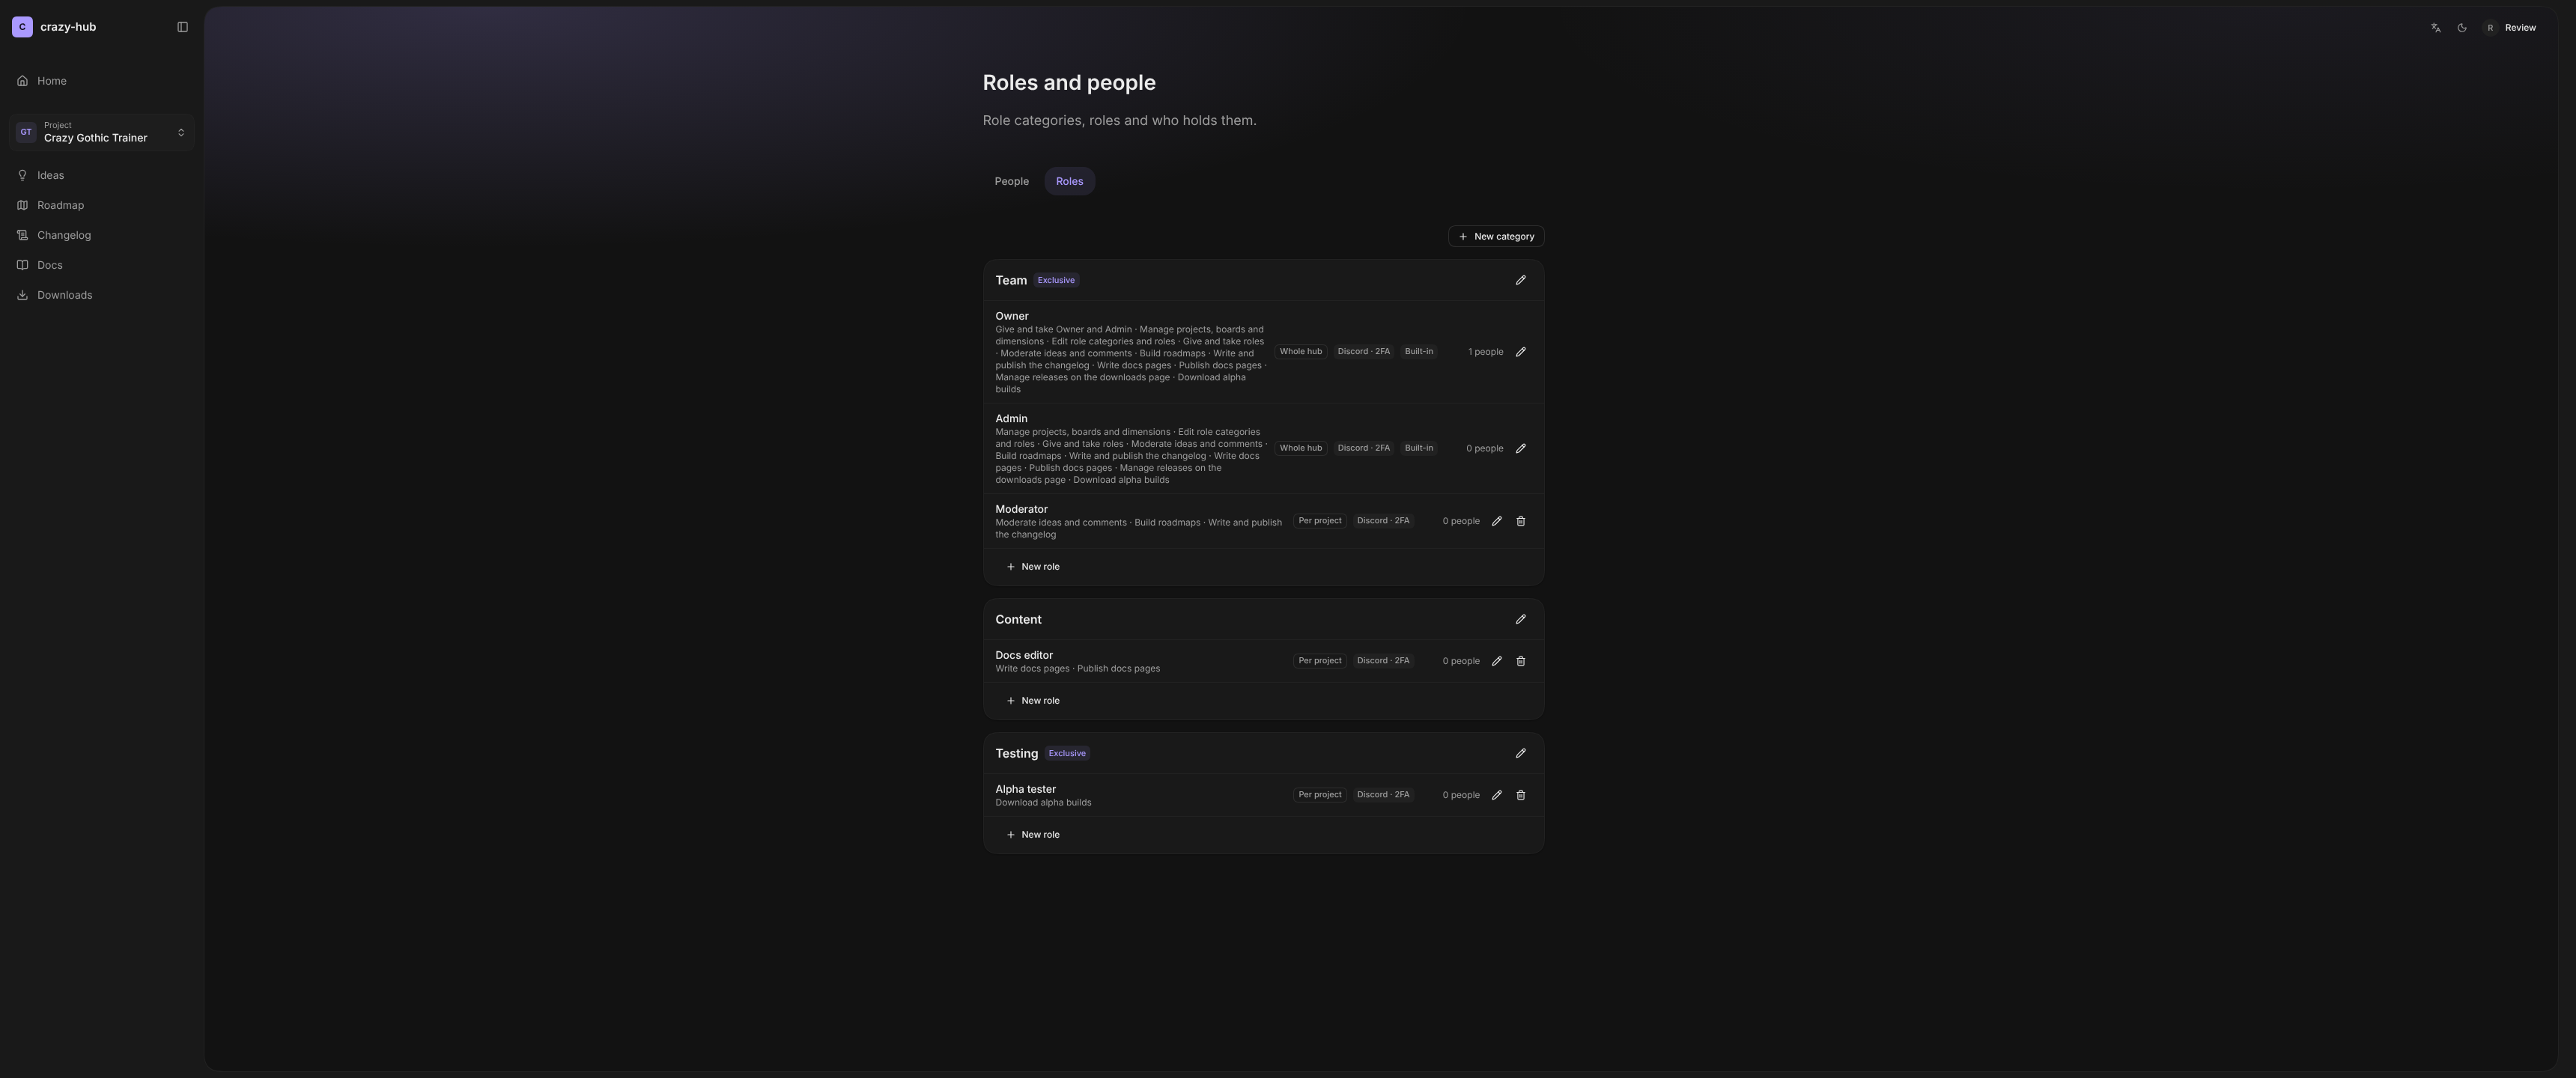 C crazy-hub
Home
GT Project
Crazy Gothic Trainer
Ideas
Roadmap
Changelog
Docs
Downloads
R Review
Roles and people
Role categories, roles and who holds them.
People Roles
+ New category
Team Exclusive
Owner
Give and take Owner and Admin · Manage projects, boards and
dimensions · Edit role categories and roles · Give and take roles
· Moderate ideas and comments · Build roadmaps · Write and
publish the changelog · Write docs pages · Publish docs pages ·
Manage releases on the downloads page · Download alpha
builds
Whole hub Discord · 2FA Built-in 1 people
Admin
Manage projects, boards and dimensions · Edit role categories
and roles · Give and take roles · Moderate ideas and comments ·
Build roadmaps · Write and publish the changelog · Write docs
pages · Publish docs pages · Manage releases on the
downloads page · Download alpha builds
Whole hub Discord · 2FA Built-in 0 people
Moderator
Moderate ideas and comments · Build roadmaps · Write and publish
the changelog
Per project Discord · 2FA 0 people
+ New role
Content
Docs editor
Write docs pages · Publish docs pages
Per project Discord · 2FA 0 people
+ New role
Testing Exclusive
Alpha tester
Download alpha builds
Per project Discord · 2FA 0 people
+ New role